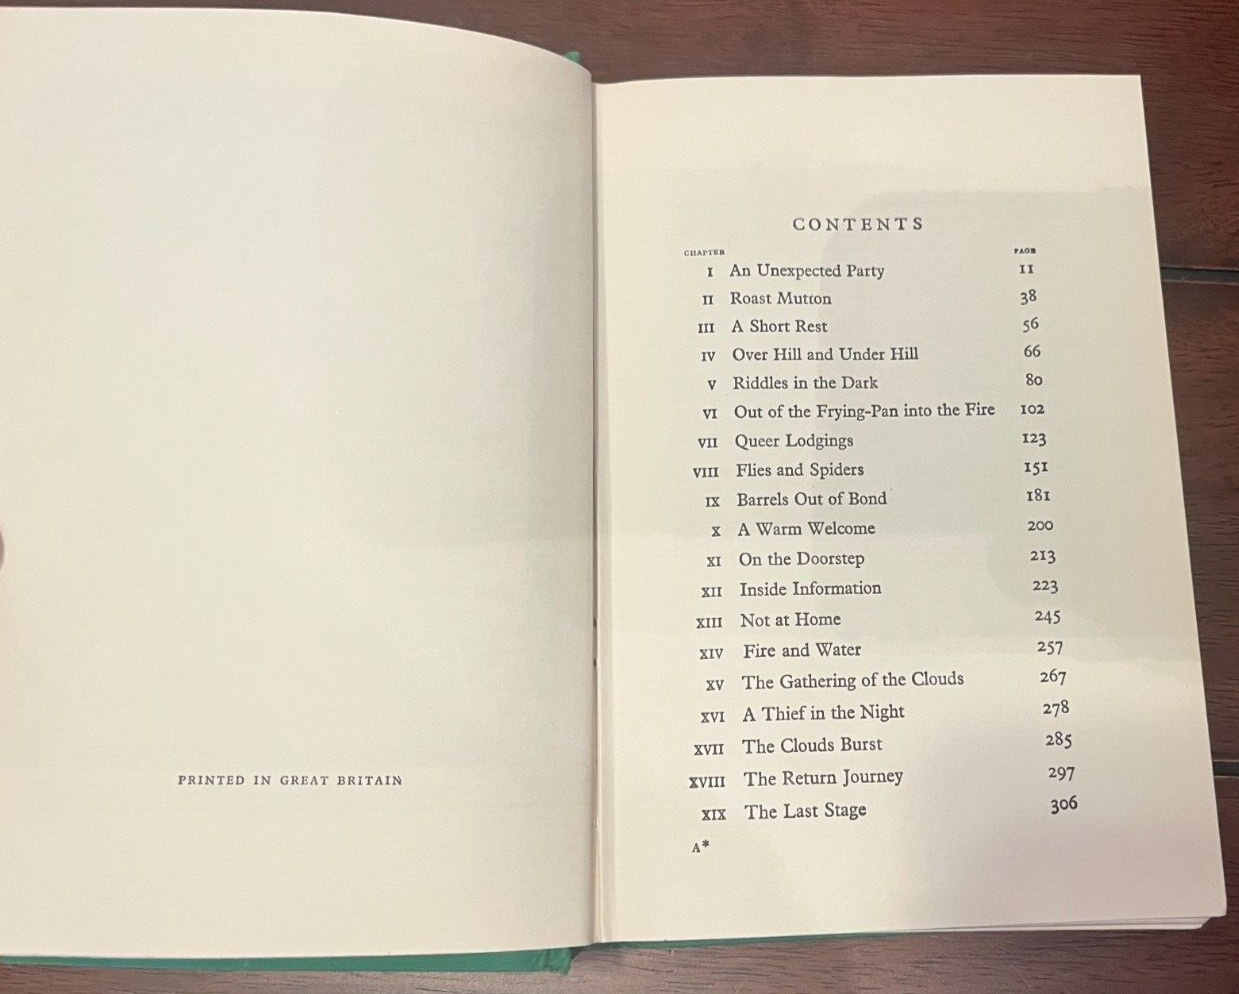 PRINTED IN GREAT BRITAIN
CONTENTS
CHAPTER PAGE
I An Unexpected Party 11
II Roast Mutton 38
III A Short Rest 56
IV Over Hill and Under Hill 66
V Riddles in the Dark 80
VI Out of the Frying-Pan into the Fire 102
VII Queer Lodgings 123
VIII Flies and Spiders 151
IX Barrels Out of Bond 181
X A Warm Welcome 200
XI On the Doorstep 213
XII Inside Information 223
XIII Not at Home 245
XIV Fire and Water 257
XV The Gathering of the Clouds 267
XVI A Thief in the Night 278
XVII The Clouds Burst 285
XVIII The Return Journey 297
XIX The Last Stage 306
A*